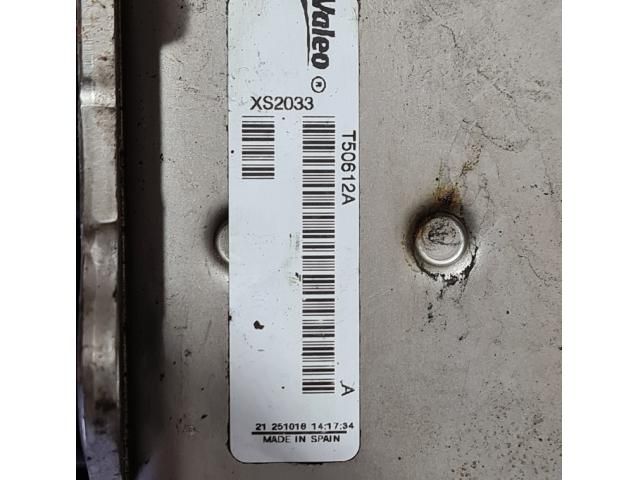 Valeo
®
XS2033
T50612A
A
21 251018 14:17:34
MADE IN SPAIN